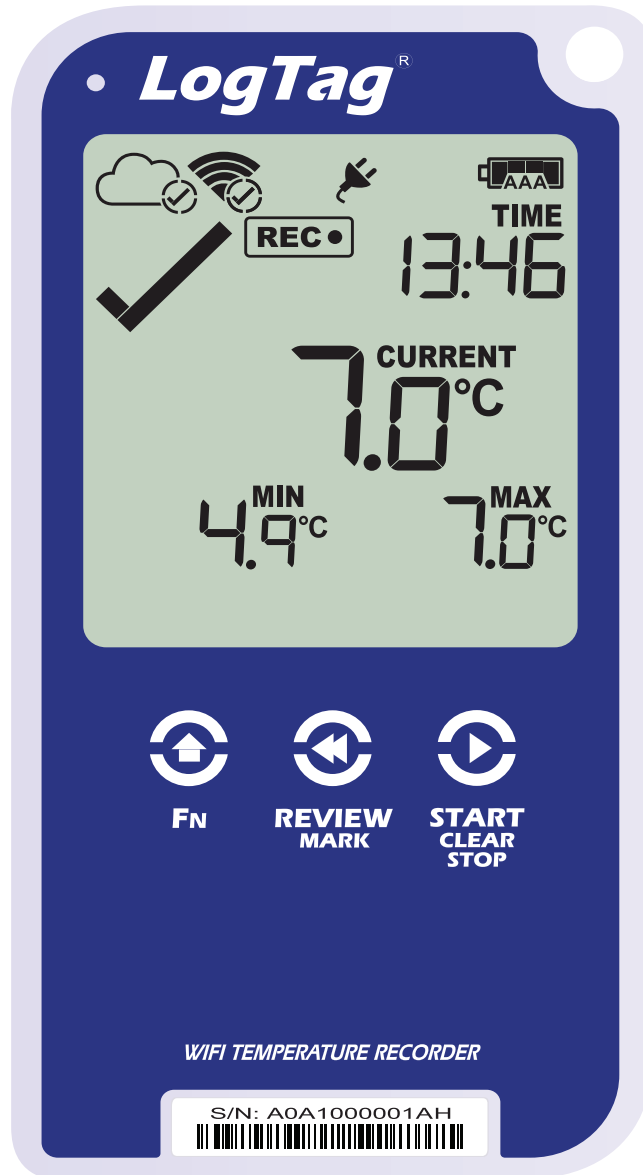 LogTag®
AAA
TIME
REC
13:46
CURRENT
7.0°C
MIN
4.9°C
MAX
7.0°C
FN
REVIEW
MARK
START
CLEAR
STOP
WIFI TEMPERATURE RECORDER
S/N: A0A1000001AH